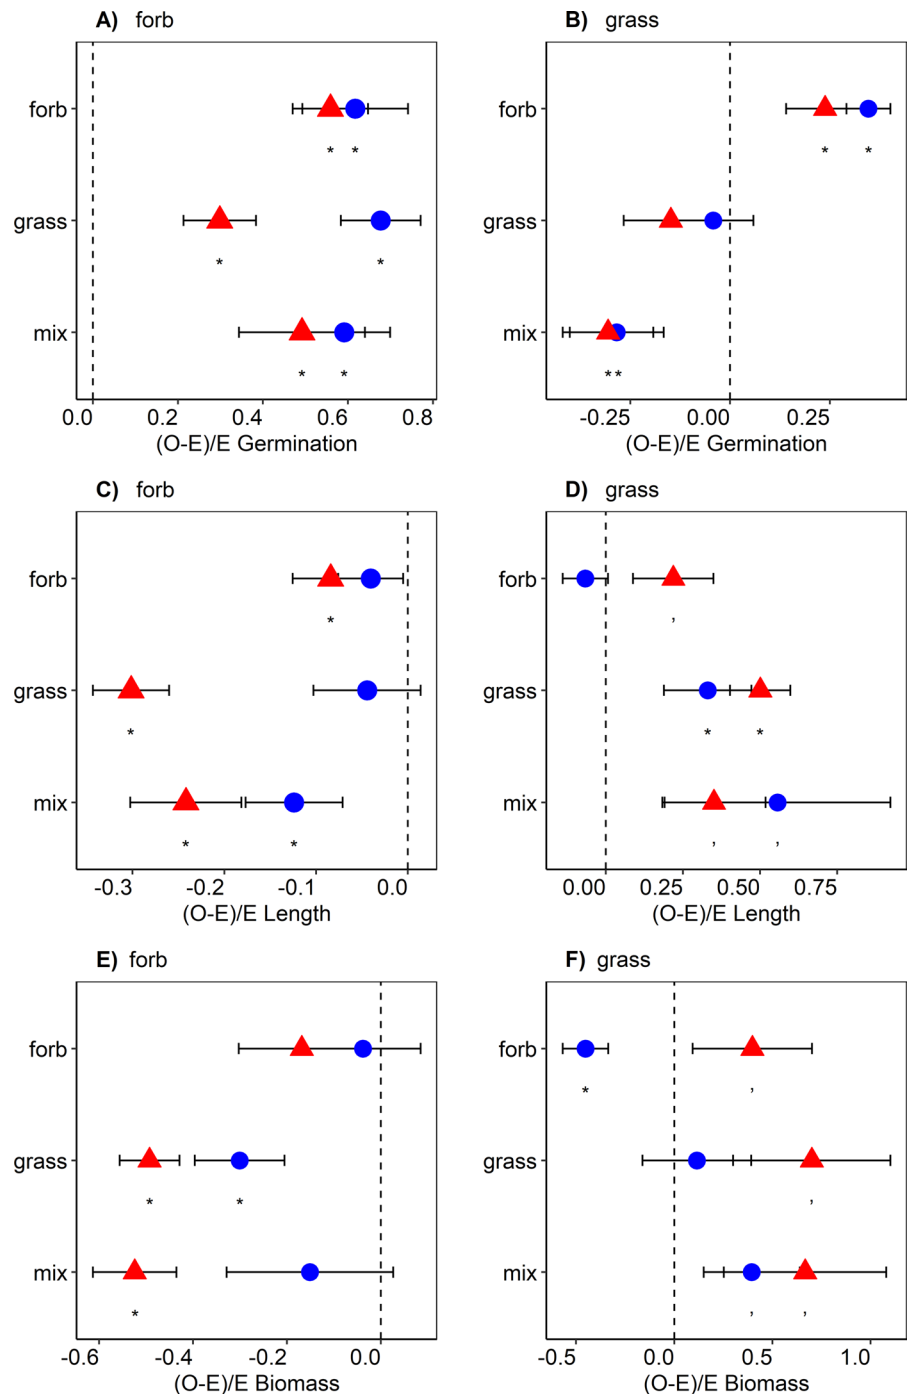 A) forb
forb
* *
grass
* *
mix
* *
0.0 0.2 0.4 0.6 0.8
(O-E)/E Germination
B) grass
forb
* *
grass
mix
**
-0.25 0.00 0.25
(O-E)/E Germination
C) forb
forb
*
grass
*
mix
* *
-0.3 -0.2 -0.1 0.0
(O-E)/E Length
D) grass
forb
,
grass
* *
mix
, ,
0.00 0.25 0.50 0.75
(O-E)/E Length
E) forb
forb
grass
* *
mix
*
-0.6 -0.4 -0.2 0.0
(O-E)/E Biomass
F) grass
forb
* ,
grass
,
mix
, ,
-0.5 0.0 0.5 1.0
(O-E)/E Biomass